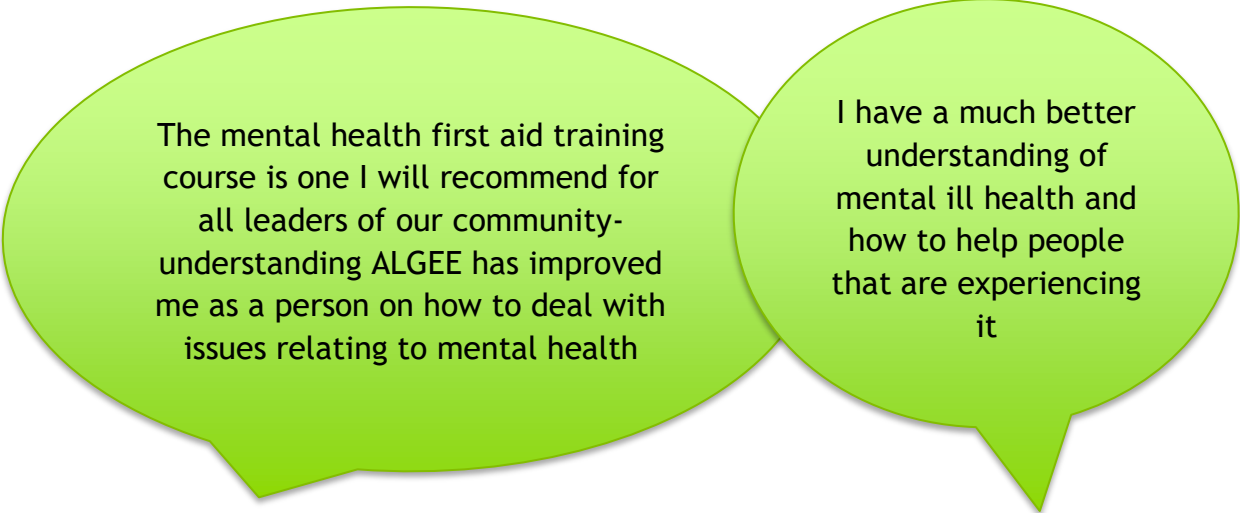 The mental health first aid training
course is one I will recommend for
all leaders of our community-
understanding ALGEE has improved
me as a person on how to deal with
issues relating to mental health
I have a much better
understanding of
mental ill health and
how to help people
that are experiencing
it